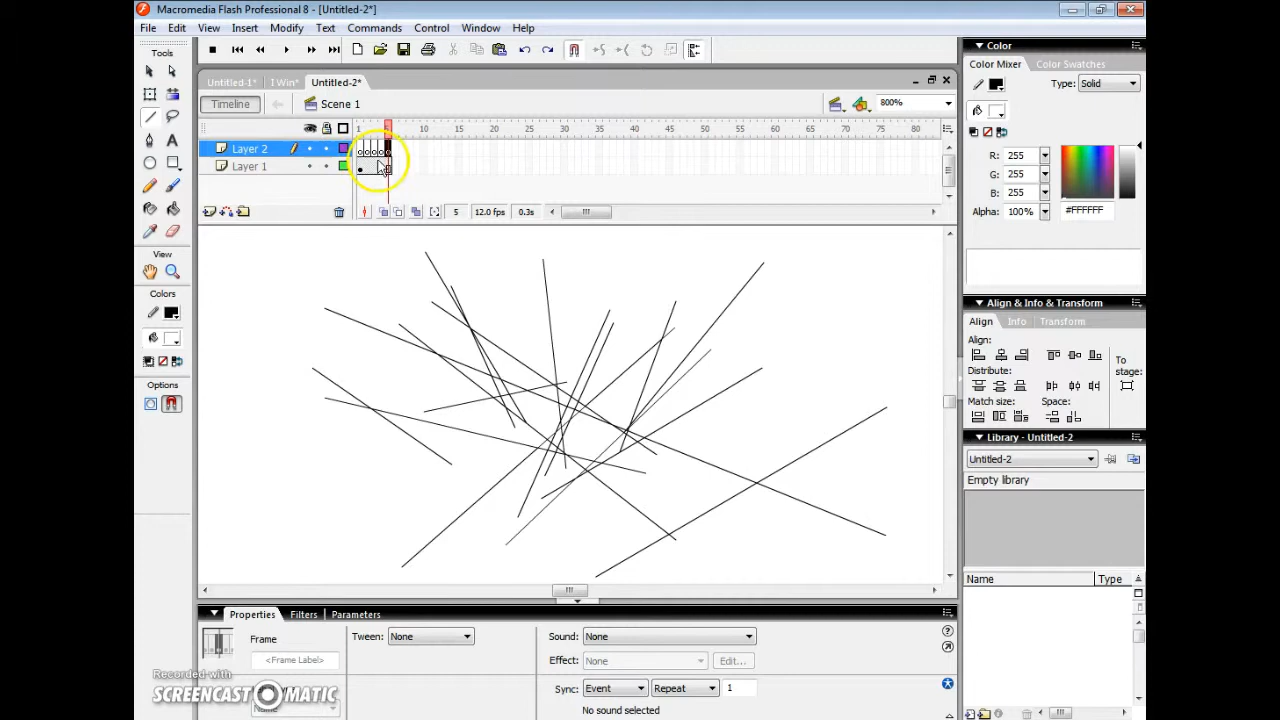 Macromedia Flash Professional 8 - [Untitled-2*]
File Edit View Insert Modify Text Commands Control Window Help
Tools
Untitled-1* I Win* Untitled-2*
Timeline Scene 1 800%
1 10 15 20 25 30 35 40 45 50 55 60 65 70 75 80
Layer 2
Layer 1
5 12.0 fps 0.3s
View
Colors
Options
Color
Color Mixer Color Swatches
Type: Solid
R: 255
G: 255
B: 255
Alpha: 100% #FFFFFF
Align & Info & Transform
Align Info Transform
Align:
Distribute:
Match size: Space:
To
stage:
Library - Untitled-2
Untitled-2
Empty library
Name Type
Properties Filters Parameters
Frame
<Frame Label>
Tween: None
Sound: None
Effect: None Edit...
Sync: Event Repeat 1
No sound selected
Recorded with
SCREENCAST-O-MATIC